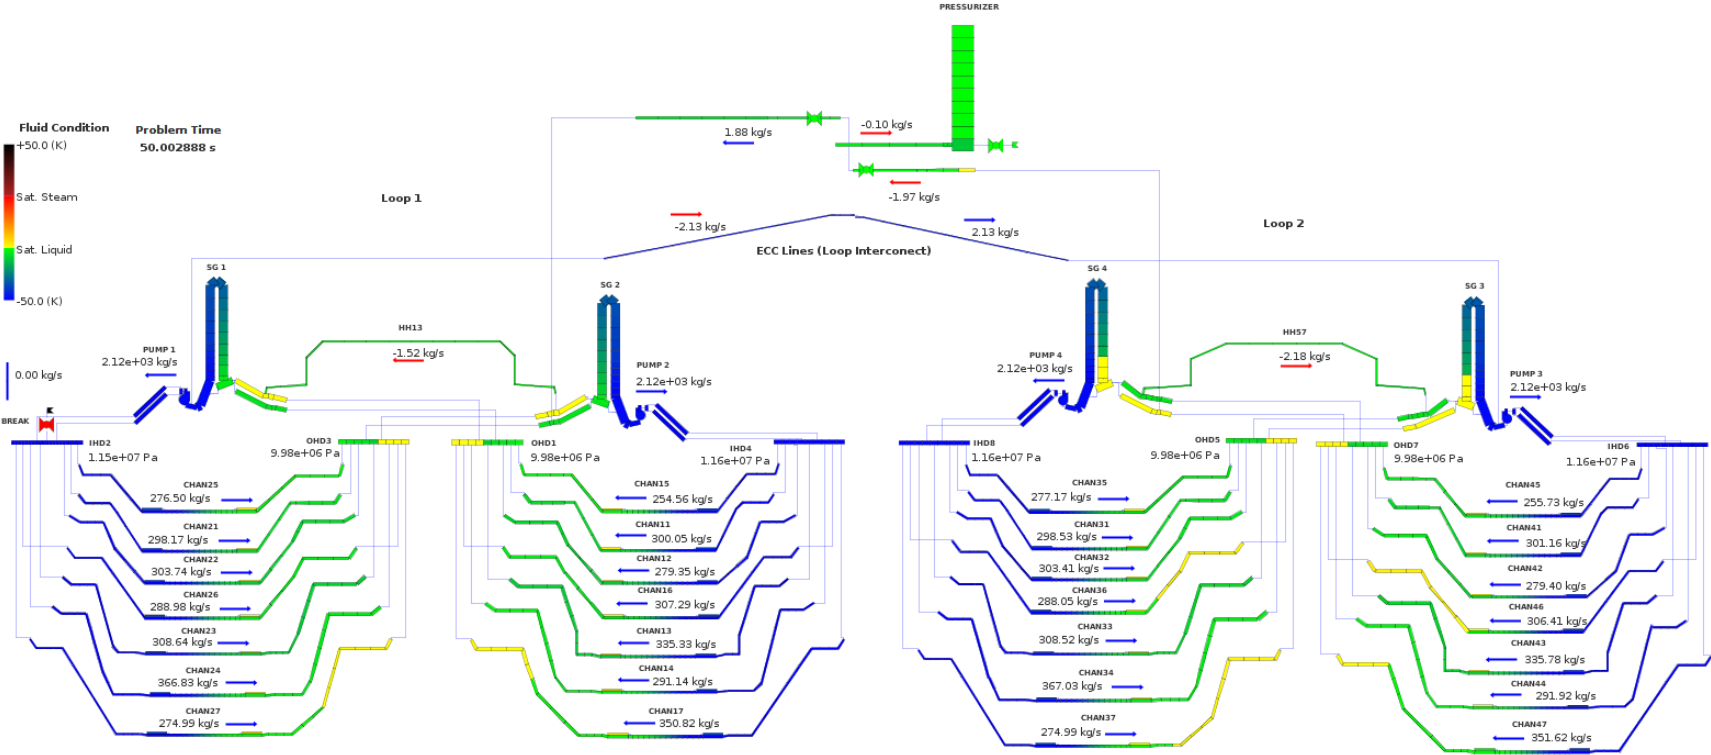 PRESSURIZER
Fluid Condition
Problem Time
50.002888 s
+50.0 (K)
Sat. Steam
Sat. Liquid
-50.0 (K)
0.00 kg/s
1.88 kg/s
-0.10 kg/s
-1.97 kg/s
Loop 1
Loop 2
-2.13 kg/s
2.13 kg/s
ECC Lines (Loop Interconect)
SG 1
SG 2
SG 4
SG 3
HH13
-1.52 kg/s
HH57
-2.18 kg/s
PUMP 1
2.12e+03 kg/s
PUMP 2
2.12e+03 kg/s
PUMP 4
2.12e+03 kg/s
PUMP 3
2.12e+03 kg/s
BREAK
IHD2
1.15e+07 Pa
OHD3
9.98e+06 Pa
OHD1
9.98e+06 Pa
IHD4
1.16e+07 Pa
IHD8
1.16e+07 Pa
OHD5
9.98e+06 Pa
OHD7
9.98e+06 Pa
IHD6
1.16e+07 Pa
CHAN25
276.50 kg/s
CHAN21
298.17 kg/s
CHAN22
303.74 kg/s
CHAN26
288.98 kg/s
CHAN23
308.64 kg/s
CHAN24
366.83 kg/s
CHAN27
274.99 kg/s
CHAN15
254.56 kg/s
CHAN11
300.05 kg/s
CHAN12
279.35 kg/s
CHAN16
307.29 kg/s
CHAN13
335.33 kg/s
CHAN14
291.14 kg/s
CHAN17
350.82 kg/s
CHAN35
277.17 kg/s
CHAN31
298.53 kg/s
CHAN32
303.41 kg/s
CHAN36
288.05 kg/s
CHAN33
308.52 kg/s
CHAN34
367.03 kg/s
CHAN37
274.99 kg/s
CHAN45
255.73 kg/s
CHAN41
301.16 kg/s
CHAN42
279.40 kg/s
CHAN46
306.41 kg/s
CHAN43
335.78 kg/s
CHAN44
291.92 kg/s
CHAN47
351.62 kg/s